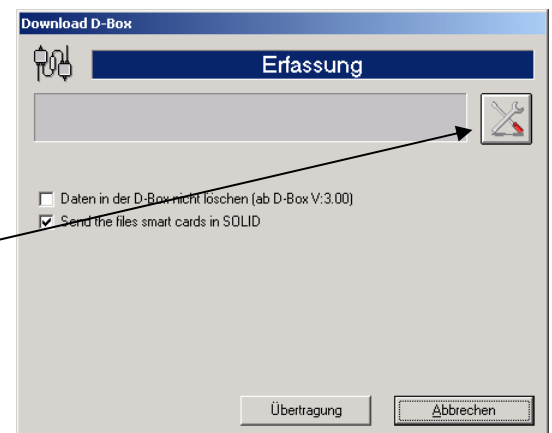 Download D-Box
Erfassung
Daten in der D-Box nicht löschen (ab D-Box V:3.00)
Send the files smart cards in SOLID
Übertragung
Abbrechen